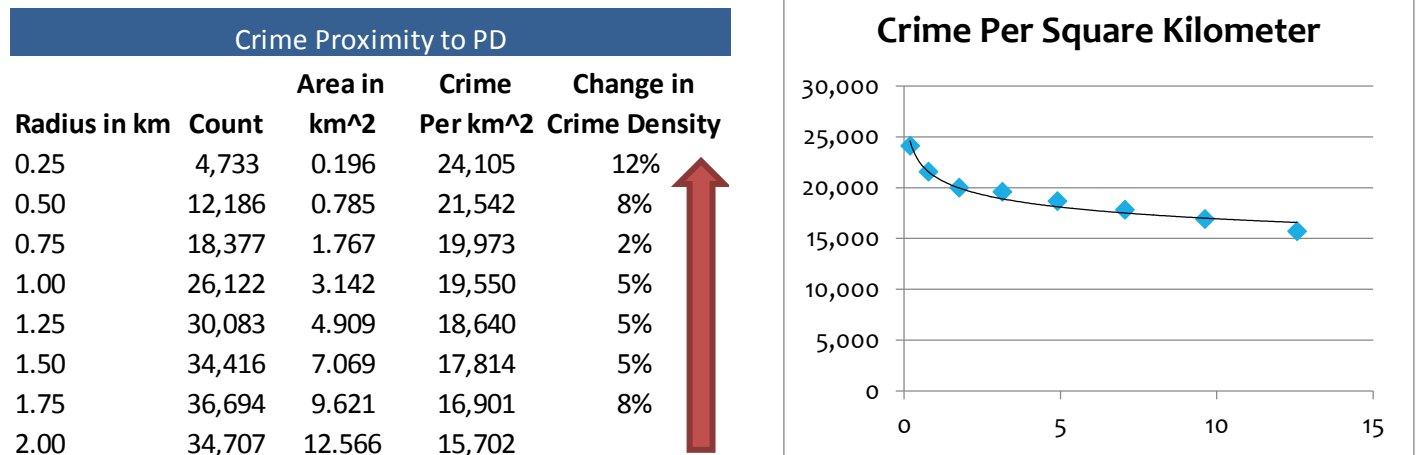 Crime Proximity to PD
Radius in km Count Area in km^2 Crime Per km^2 Change in Crime Density
0.25 4,733 0.196 24,105 12%
0.50 12,186 0.785 21,542 8%
0.75 18,377 1.767 19,973 2%
1.00 26,122 3.142 19,550 5%
1.25 30,083 4.909 18,640 5%
1.50 34,416 7.069 17,814 5%
1.75 36,694 9.621 16,901 8%
2.00 34,707 12.566 15,702
Crime Per Square Kilometer
30,000
25,000
20,000
15,000
10,000
5,000
0
0 5 10 15